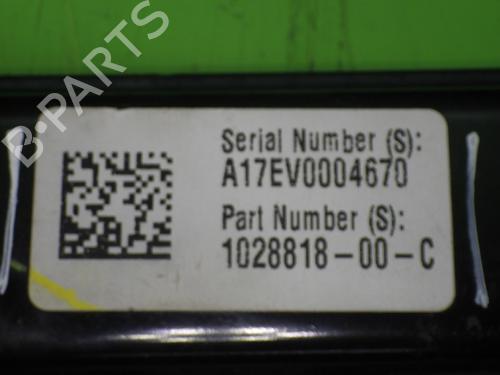 B-PARTS
Serial Number (S):
A17EV0004670
Part Number (S):
1028818-00-C